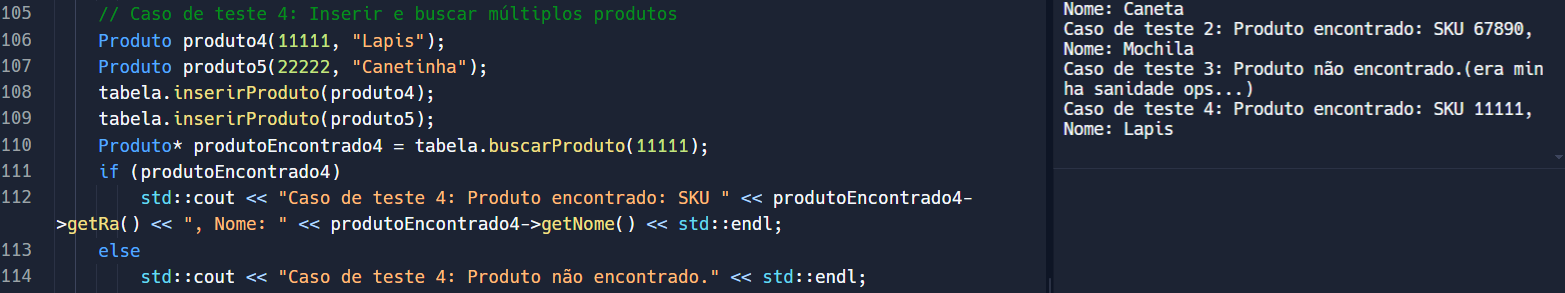 105 // Caso de teste 4: Inserir e buscar múltiplos produtos
106 Produto produto4(11111, "Lapis");
107 Produto produto5(22222, "Canetinha");
108 tabela.inserirProduto(produto4);
109 tabela.inserirProduto(produto5);
110 Produto* produtoEncontrado4 = tabela.buscarProduto(11111);
111 if (produtoEncontrado4)
112 std::cout << "Caso de teste 4: Produto encontrado: SKU " << produtoEncontrado4-
>getRa() << ", Nome: " << produtoEncontrado4->getNome() << std::endl;
113 else
114 std::cout << "Caso de teste 4: Produto não encontrado." << std::endl;
Nome: Caneta
Caso de teste 2: Produto encontrado: SKU 67890,
Nome: Mochila
Caso de teste 3: Produto não encontrado.(era min
ha sanidade ops...)
Caso de teste 4: Produto encontrado: SKU 11111,
Nome: Lapis